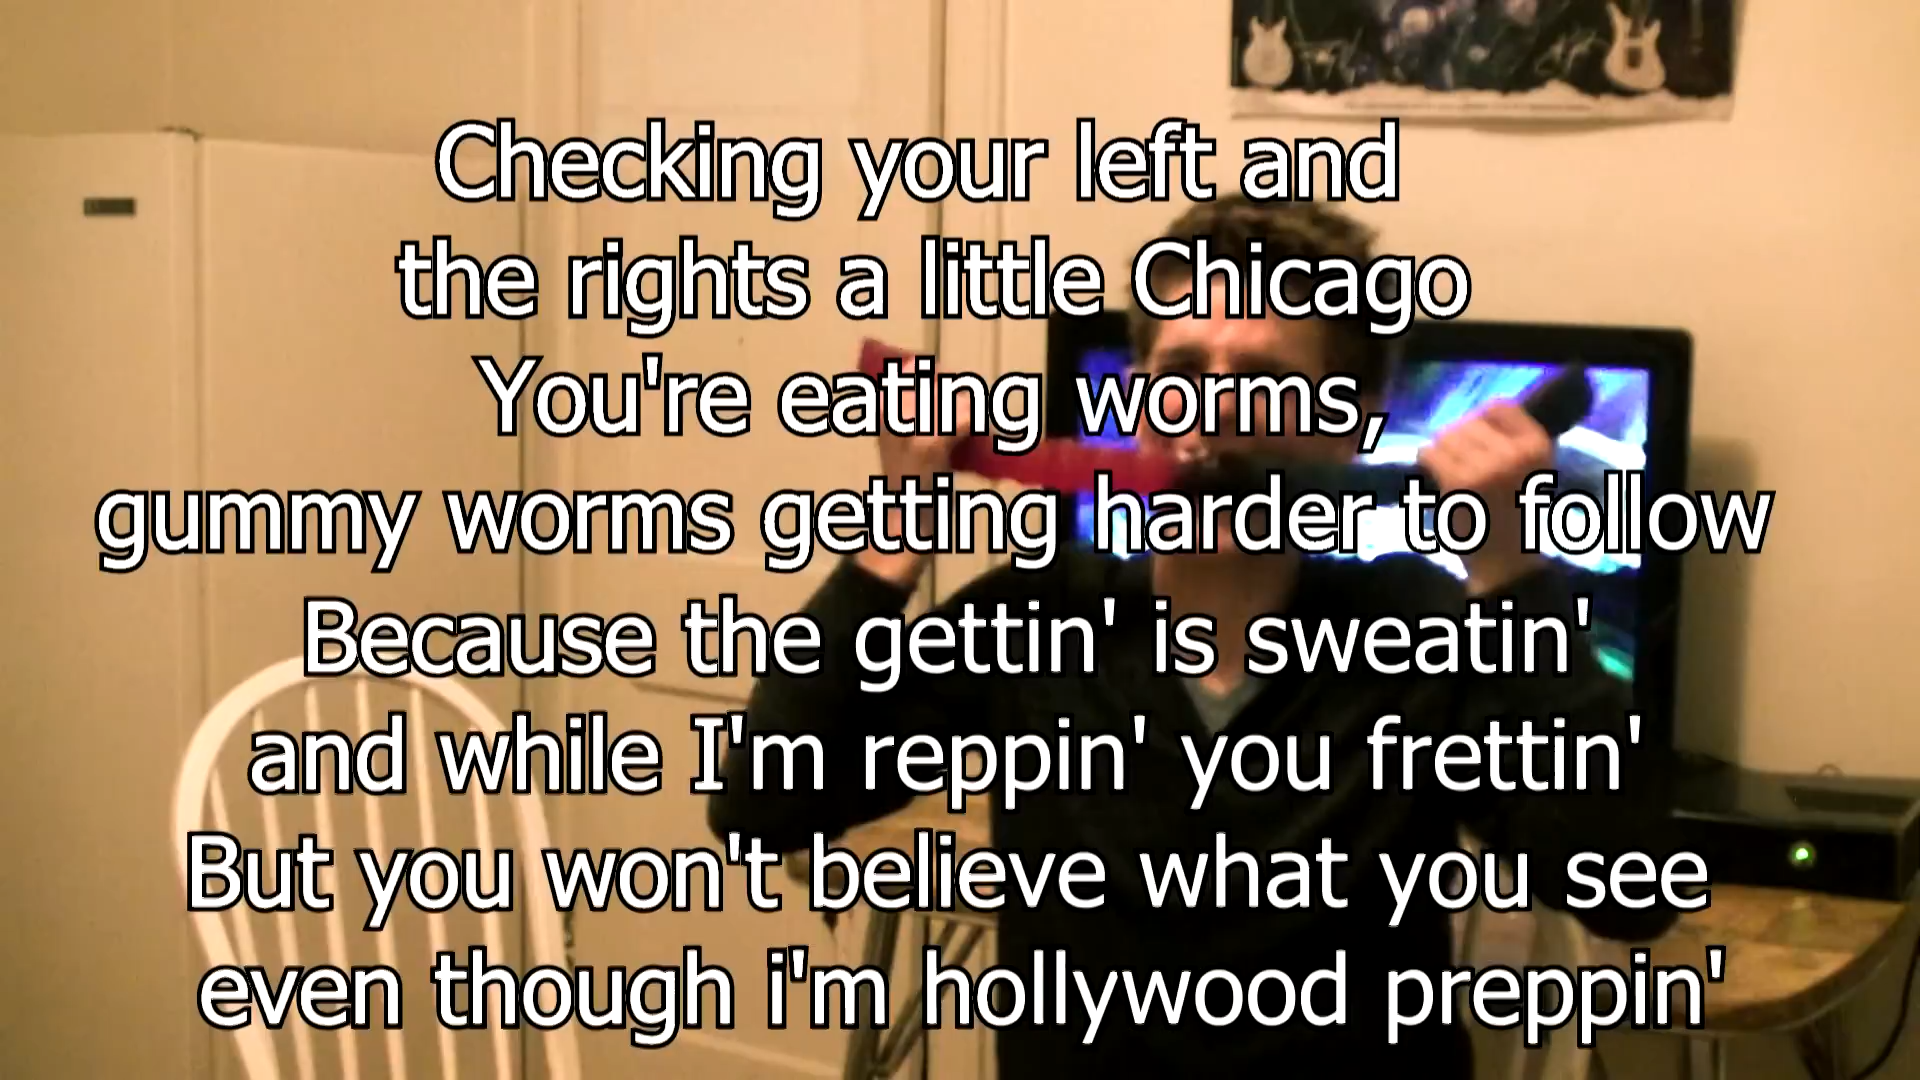 Checking your left and
the rights a little Chicago
You're eating worms,
gummy worms getting harder to follow
Because the gettin' is sweatin'
and while I'm reppin' you frettin'
But you won't believe what you see
even though i'm hollywood preppin'